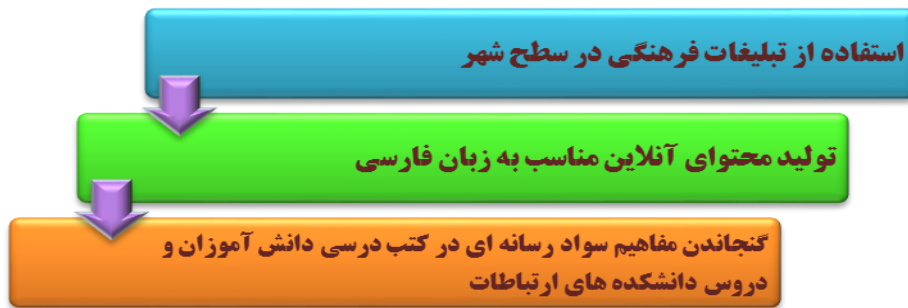 استفاده از تبلیغات فرهنگی در سطح شهر
تولید محتوای آنلاین مناسب به زبان فارسی
گنجاندن مفاهیم سواد رسانه ای در کتب درسی دانش آموزان و
دروس دانشکده های ارتباطات